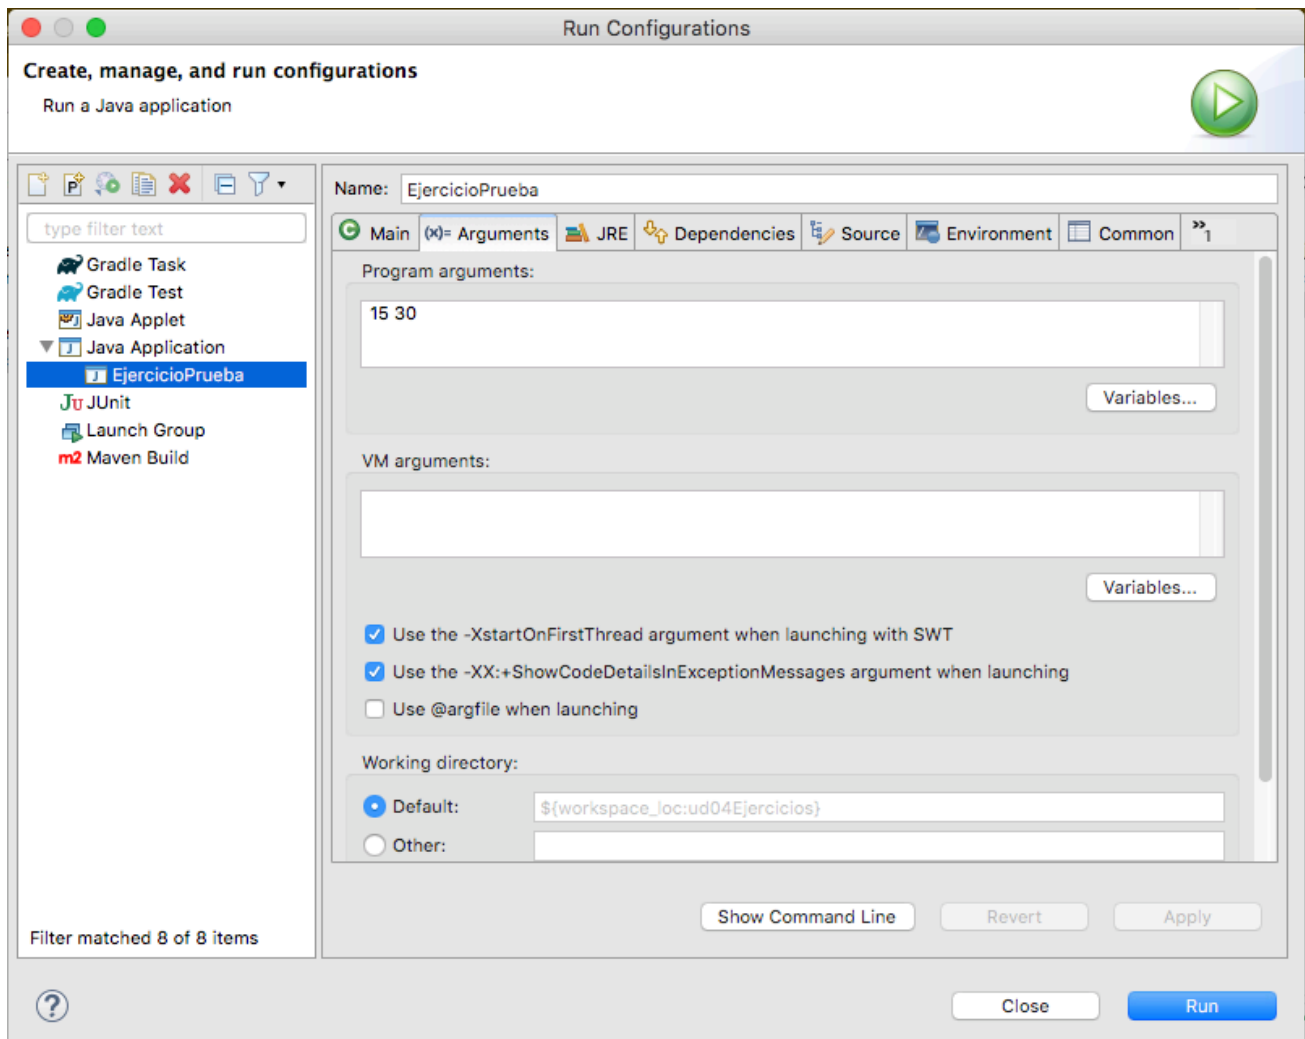 Run Configurations
Create, manage, and run configurations
Run a Java application
type filter text
Gradle Task
Gradle Test
Java Applet
Java Application
EjercicioPrueba
JUnit
Launch Group
m2 Maven Build
Filter matched 8 of 8 items
Name: EjercicioPrueba
Main (x)= Arguments JRE Dependencies Source Environment Common »1
Program arguments:
15 30
Variables...
VM arguments:
Variables...
Use the -XstartOnFirstThread argument when launching with SWT
Use the -XX:+ShowCodeDetailsInExceptionMessages argument when launching
Use @argfile when launching
Working directory:
Default: ${workspace_loc:ud04Ejercicios}
Other:
Show Command Line Revert Apply
? Close Run